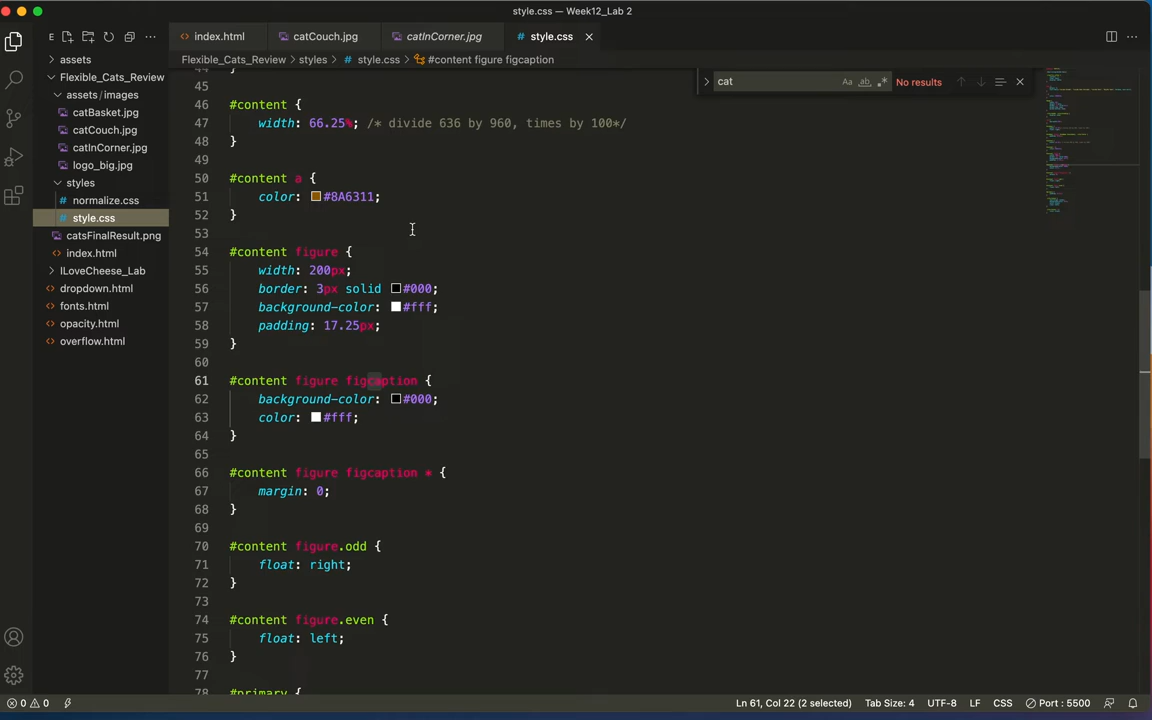 style.css — Week12_Lab 2
E
index.html
catCouch.jpg
catInCorner.jpg
style.css
assets
Flexible_Cats_Review
assets/images
catBasket.jpg
catCouch.jpg
catInCorner.jpg
logo_big.jpg
styles
normalize.css
style.css
catsFinalResult.png
index.html
ILoveCheese_Lab
dropdown.html
fonts.html
opacity.html
overflow.html
Flexible_Cats_Review > styles > # style.css > #content figure figcaption
cat
Aa ab
No results
44 }
45
46 #content {
47 width: 66.25%; /* divide 636 by 960, times by 100*/
48 }
49
50 #content a {
51 color: #8A6311;
52 }
53
54 #content figure {
55 width: 200px;
56 border: 3px solid #000;
57 background-color: #fff;
58 padding: 17.25px;
59 }
60
61 #content figure figcaption {
62 background-color: #000;
63 color: #fff;
64 }
65
66 #content figure figcaption * {
67 margin: 0;
68 }
69
70 #content figure.odd {
71 float: right;
72 }
73
74 #content figure.even {
75 float: left;
76 }
77
78 #primary {
0 0
Ln 61, Col 22 (2 selected)
Tab Size: 4
UTF-8
LF
CSS
Port : 5500